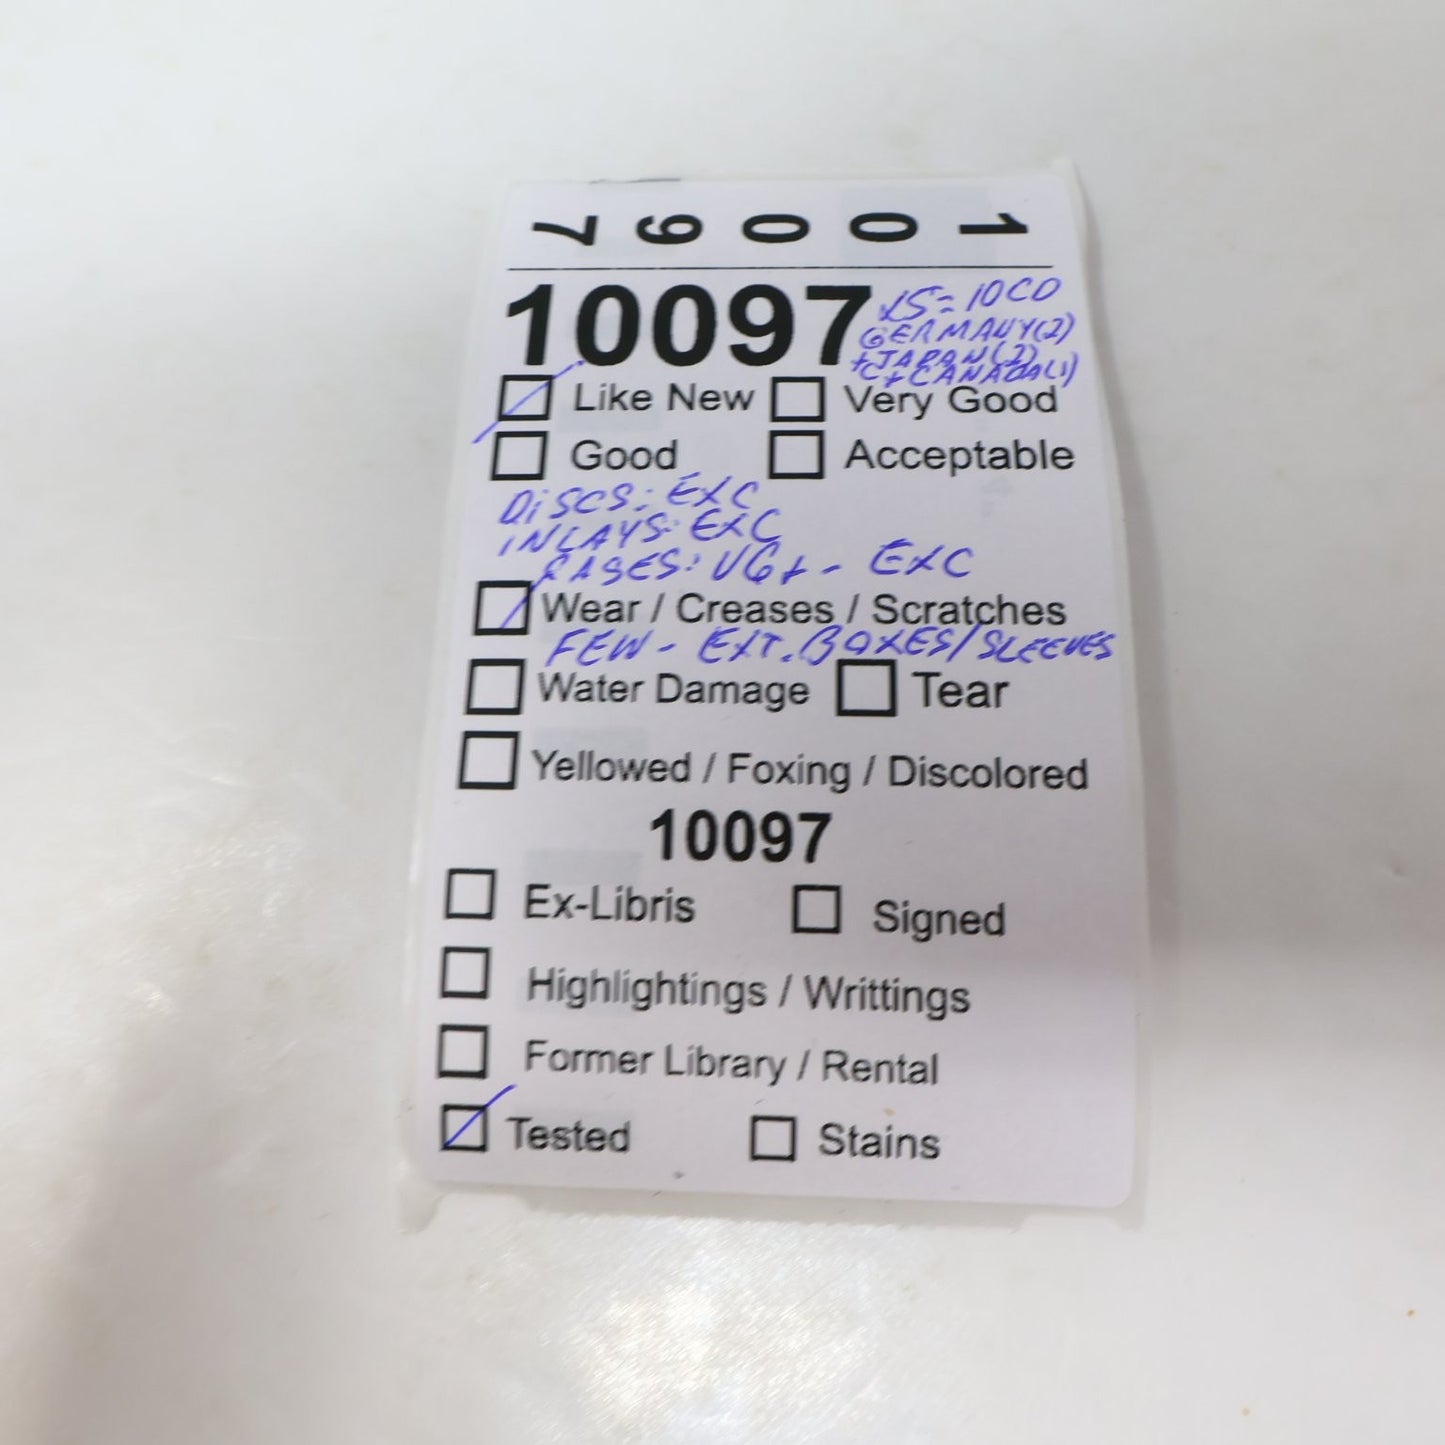 10097
10097 x5=10CD
GERMANY(2)
+JAPAN(2)
+CANADA(1)
Like New Very Good
Good Acceptable
DISCS: EXC
INLAYS: EXC
CASES: VG+ - EXC
Wear / Creases / Scratches
FEW - EXT. BOXES/SLEEVES
Water Damage Tear
Yellowed / Foxing / Discolored
10097
Ex-Libris Signed
Highlightings / Writtings
Former Library / Rental
Tested Stains